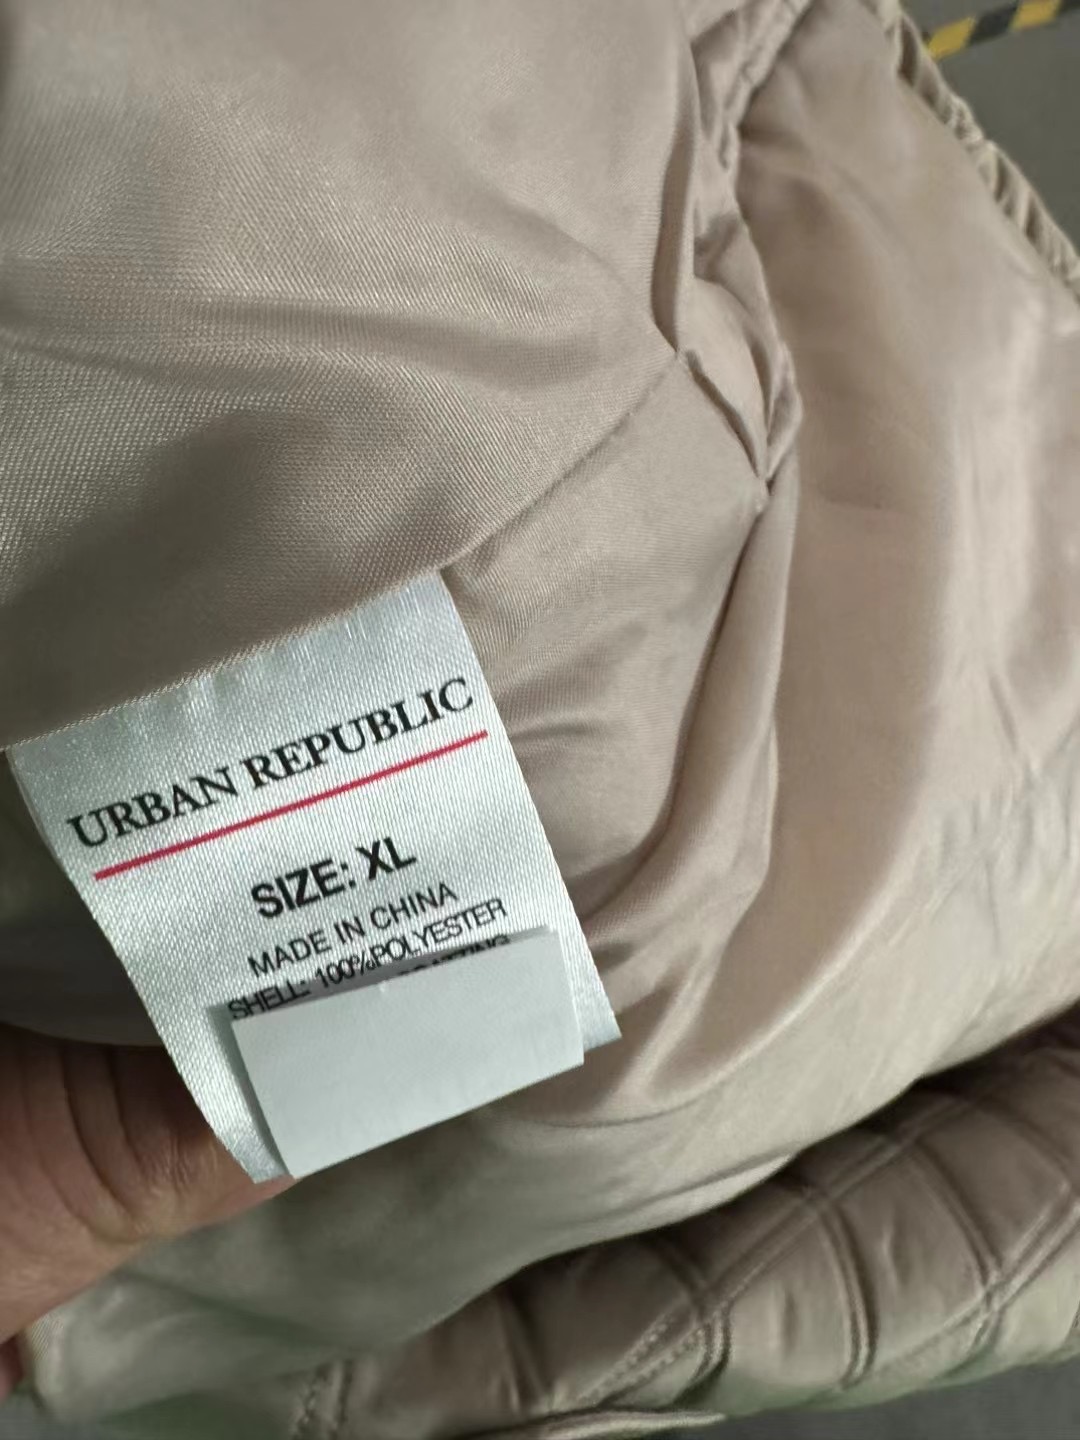 URBAN REPUBLIC
SIZE: XL
MADE IN CHINA
SHELL: 100%POLYESTER